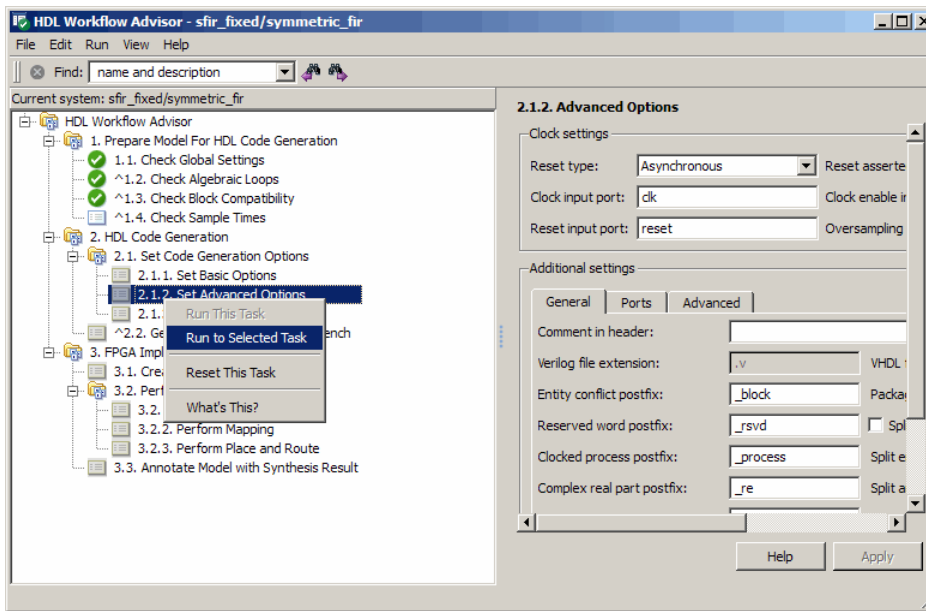 HDL Workflow Advisor - sfir_fixed/symmetric_fir
File Edit Run View Help
Find: name and description
Current system: sfir_fixed/symmetric_fir
HDL Workflow Advisor
1. Prepare Model For HDL Code Generation
1.1. Check Global Settings
^1.2. Check Algebraic Loops
^1.3. Check Block Compatibility
^1.4. Check Sample Times
2. HDL Code Generation
2.1. Set Code Generation Options
2.1.1. Set Basic Options
2.1.2. Set Advanced Options
2.1.
^2.2. Ge
ench
3. FPGA Impl
3.1. Crea
3.2. Perf
3.2.
3.2.2. Perform Mapping
3.2.3. Perform Place and Route
3.3. Annotate Model with Synthesis Result
Run This Task
Run to Selected Task
Reset This Task
What's This?
2.1.2. Advanced Options
Clock settings
Reset type: Asynchronous Reset asserte
Clock input port: clk Clock enable in
Reset input port: reset Oversampling
Additional settings
General Ports Advanced
Comment in header:
Verilog file extension: .v VHDL
Entity conflict postfix: _block Packag
Reserved word postfix: _rsvd Spl
Clocked process postfix: _process Split e
Complex real part postfix: _re Split a
Help Apply